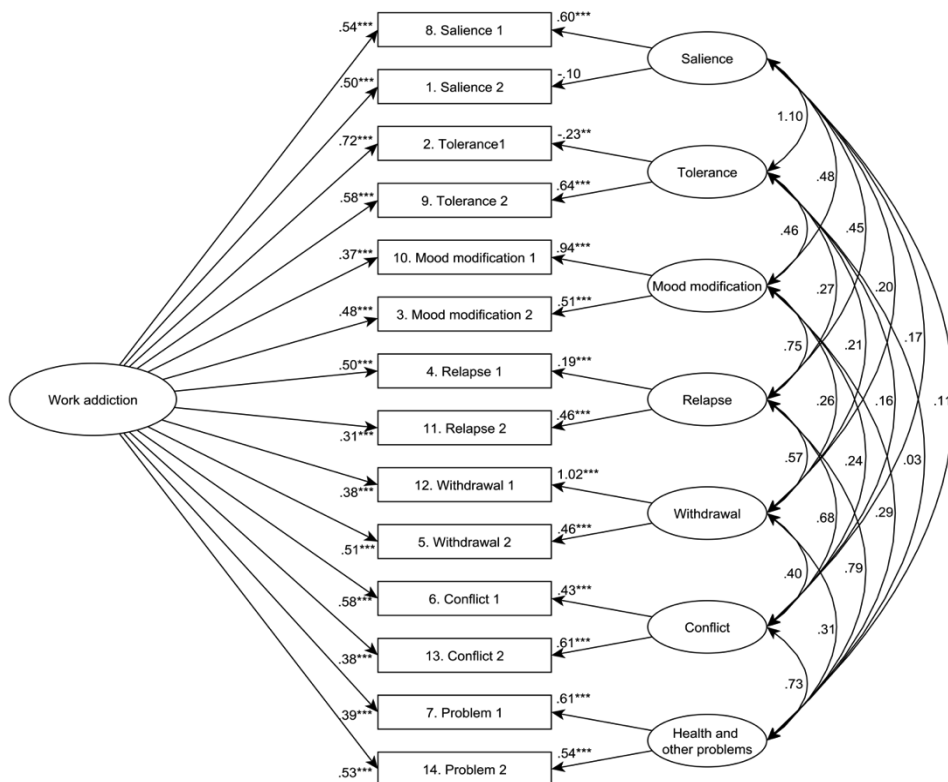 .54***
8. Salience 1
.60***
Salience
.50***
1. Salience 2
-.10
1.10
.72***
2. Tolerance1
-.23**
Tolerance
.48
.58***
9. Tolerance 2
.64***
.46
.45
.37***
10. Mood modification 1
.94***
Mood modification
.27
.20
.48***
3. Mood modification 2
.51***
.75
.21
.17
.50***
4. Relapse 1
.19***
Work addiction
Relapse
.26
.16
.11
.31***
11. Relapse 2
.46***
.57
.24
.03
.38***
12. Withdrawal 1
1.02***
Withdrawal
.68
.29
.51***
5. Withdrawal 2
.46***
.40
.79
.58***
6. Conflict 1
.43***
Conflict
.31
.38***
13. Conflict 2
.61***
.73
.39***
7. Problem 1
.61***
Health and
other problems
.53***
14. Problem 2
.54***